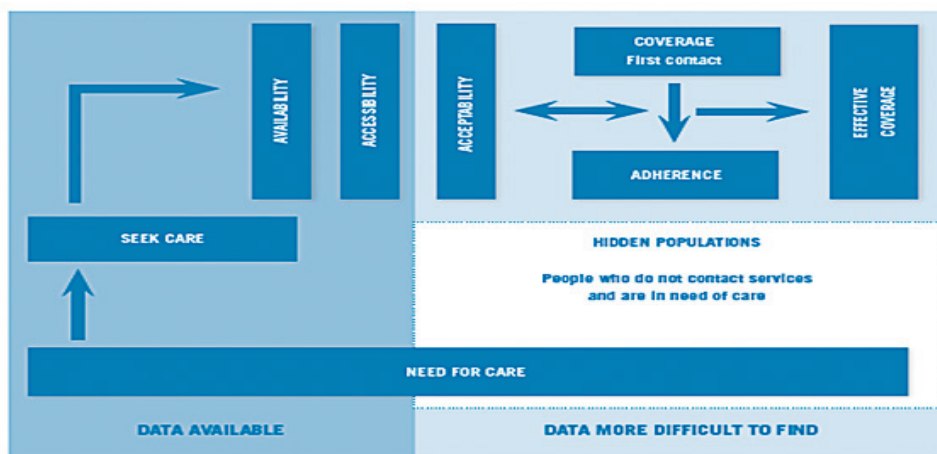 COVERAGE
First contact
AVAILABILITY
ACCESSIBILITY
ACCEPTABILITY
EFFECTIVE
COVERAGE
ADHERENCE
SEEK CARE
HIDDEN POPULATIONS
People who do not contact services
and are in need of care
NEED FOR CARE
DATA AVAILABLE
DATA MORE DIFFICULT TO FIND